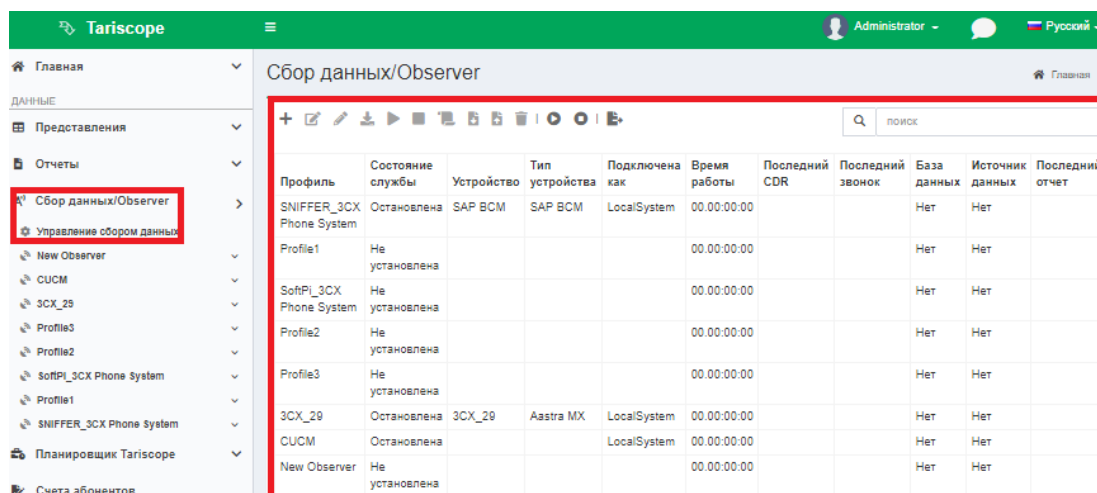 Tariscope
Administrator
Русский
Главная
ДАННЫЕ
Представления
Отчеты
Сбор данных/Observer
Управление сбором данных
New Observer
CUCM
3CX_29
Profile3
Profile2
SoftPi_3CX Phone System
Profile1
SNIFFER_3CX Phone System
Планировщик Tariscope
Счета абонентов
Сбор данных/Observer
Главная
поиск
Профиль Состояние службы Устройство Тип устройства Подключена как Время работы Последний CDR Последний звонок База данных Источник данных Последний отчет
SNIFFER_3CX Phone System Остановлена SAP BCM SAP BCM LocalSystem 00.00:00:00 Нет Нет
Profile1 Не установлена 00.00:00:00 Нет Нет
SoftPi_3CX Phone System Не установлена 00.00:00:00 Нет Нет
Profile2 Не установлена 00.00:00:00 Нет Нет
Profile3 Не установлена 00.00:00:00 Нет Нет
3CX_29 Остановлена 3CX_29 Aastra MX LocalSystem 00.00:00:00 Нет Нет
CUCM Остановлена LocalSystem 00.00:00:00 Нет Нет
New Observer Не установлена 00.00:00:00 Нет Нет